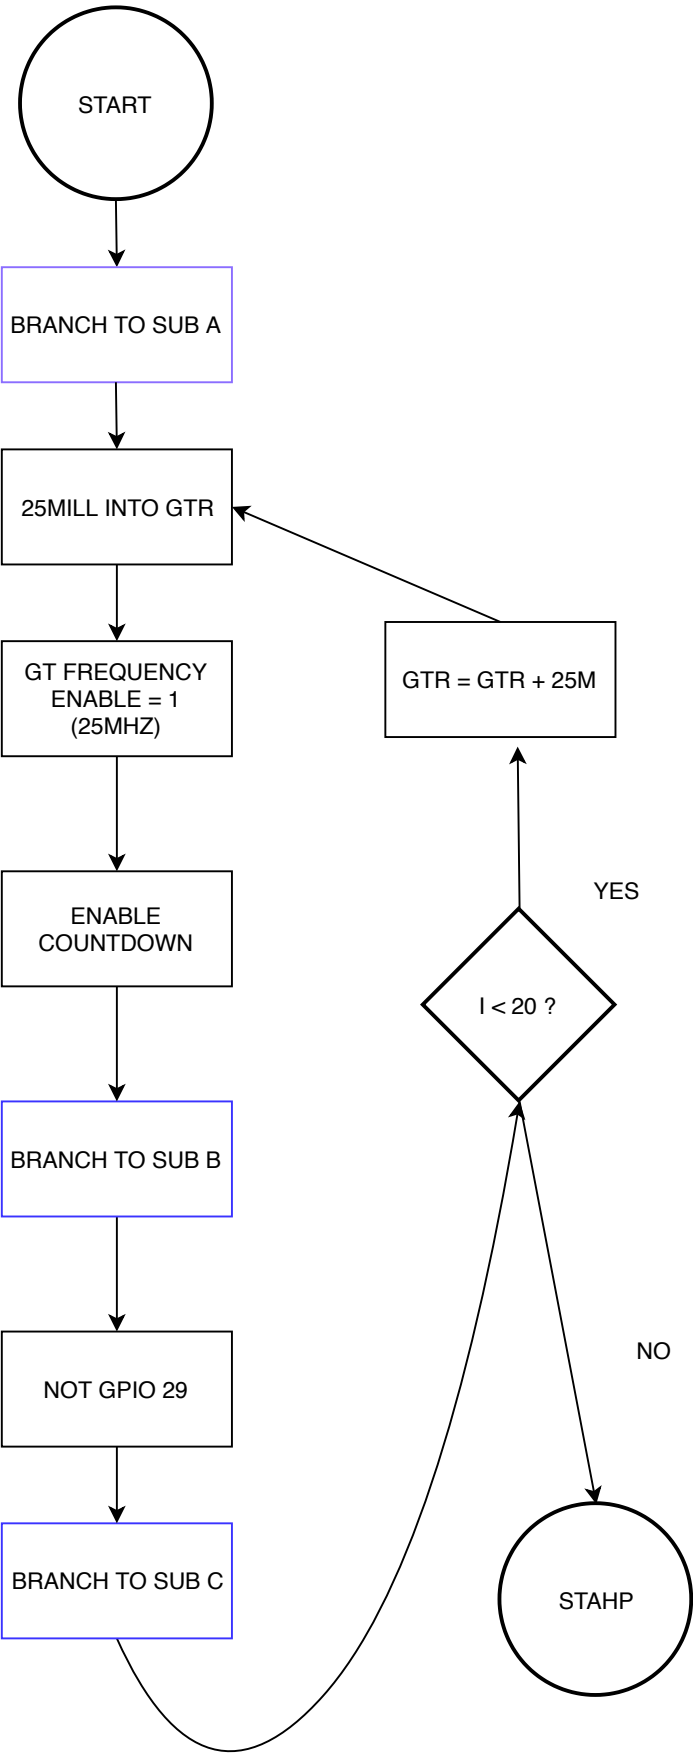 START
BRANCH TO SUB A
25MILL INTO GTR
GT FREQUENCY
ENABLE = 1
(25MHZ)
ENABLE
COUNTDOWN
BRANCH TO SUB B
NOT GPIO 29
BRANCH TO SUB C
GTR = GTR + 25M
YES
I < 20 ?
NO
STAHP